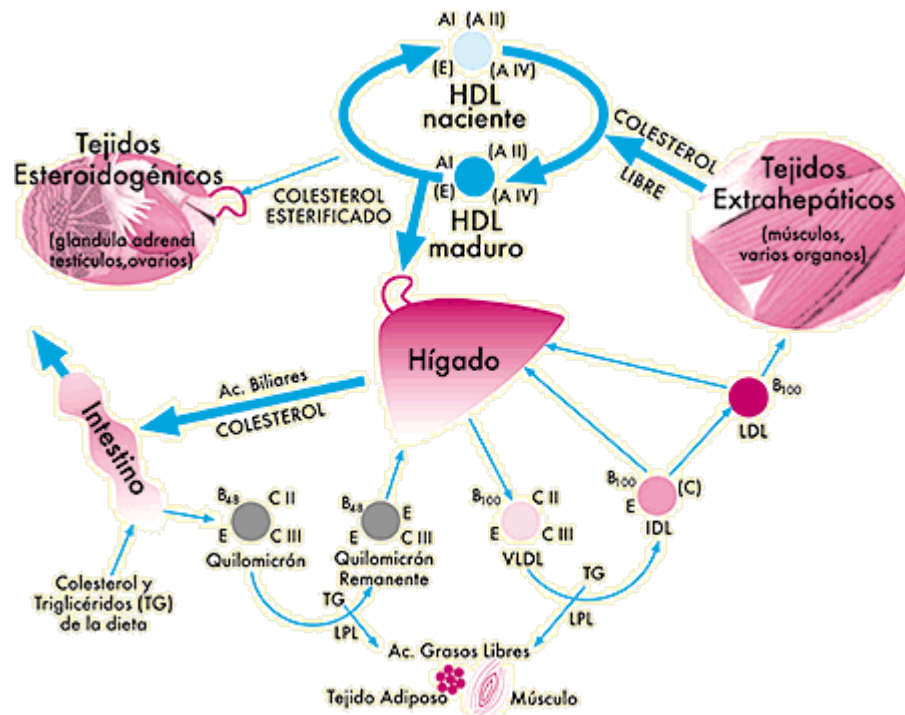 AI (A II)
(E) (A IV)
HDL
naciente
AI (A II)
(E) (A IV)
HDL
maduro
COLESTEROL
LIBRE
Tejidos
Esteroidogénicos
(glandula adrenal
testículos,ovarios)
COLESTEROL
ESTERIFICADO
Tejidos
Extrahepáticos
(músculos,
varios organos)
Hígado
Ac. Biliares
COLESTEROL
Intestino
Colesterol y
Triglicéridos (TG)
de la dieta
B48 C II
E C III
Quilomicrón
B48 E
E C III
Quilomicrón
Remanente
TG
LPL
B100 C II
E C III
VLDL
B100 (C)
E
IDL
B100
LDL
TG
LPL
Ac. Grasos Libres
Tejido Adiposo
Músculo